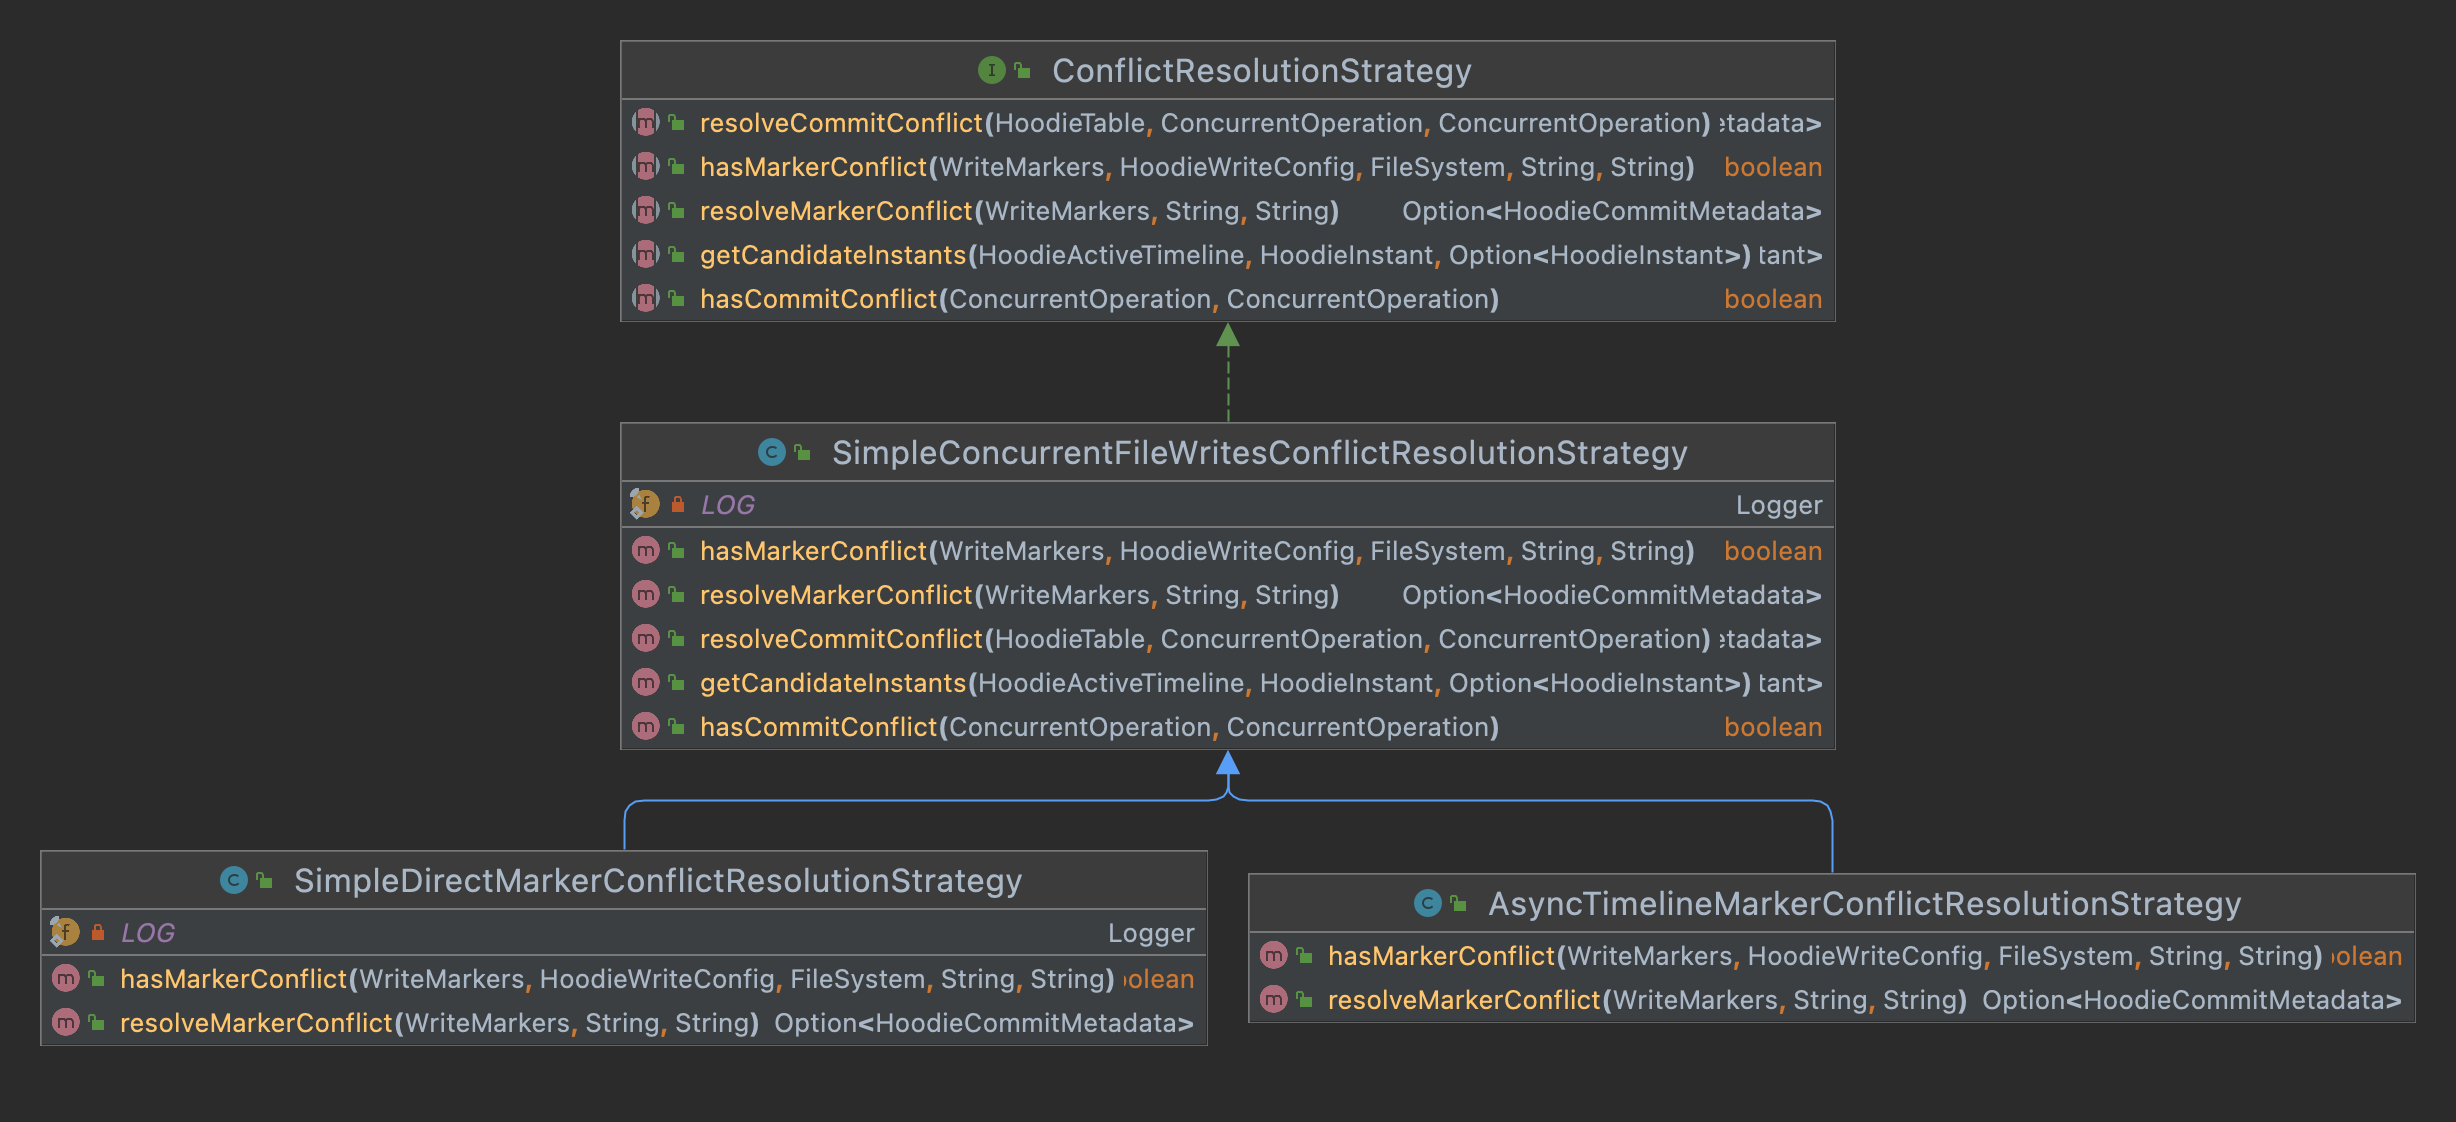 ConflictResolutionStrategy
resolveCommitConflict(HoodieTable, ConcurrentOperation, ConcurrentOperation) etadata>
hasMarkerConflict(WriteMarkers, HoodieWriteConfig, FileSystem, String, String) boolean
resolveMarkerConflict(WriteMarkers, String, String) Option<HoodieCommitMetadata>
getCandidateInstants(HoodieActiveTimeline, HoodieInstant, Option<HoodieInstant>) tant>
hasCommitConflict(ConcurrentOperation, ConcurrentOperation) boolean
SimpleConcurrentFileWritesConflictResolutionStrategy
LOG Logger
hasMarkerConflict(WriteMarkers, HoodieWriteConfig, FileSystem, String, String) boolean
resolveMarkerConflict(WriteMarkers, String, String) Option<HoodieCommitMetadata>
resolveCommitConflict(HoodieTable, ConcurrentOperation, ConcurrentOperation) etadata>
getCandidateInstants(HoodieActiveTimeline, HoodieInstant, Option<HoodieInstant>) tant>
hasCommitConflict(ConcurrentOperation, ConcurrentOperation) boolean
SimpleDirectMarkerConflictResolutionStrategy
LOG Logger
hasMarkerConflict(WriteMarkers, HoodieWriteConfig, FileSystem, String, String) oolean
resolveMarkerConflict(WriteMarkers, String, String) Option<HoodieCommitMetadata>
AsyncTimelineMarkerConflictResolutionStrategy
hasMarkerConflict(WriteMarkers, HoodieWriteConfig, FileSystem, String, String) oolean
resolveMarkerConflict(WriteMarkers, String, String) Option<HoodieCommitMetadata>